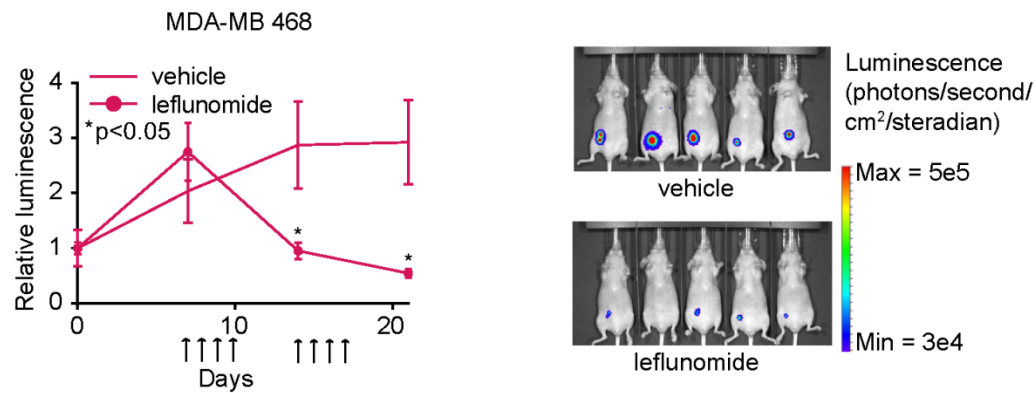 MDA-MB 468
Relative luminescence
4
3
2
1
0
vehicle
leflunomide
*p<0.05
*
*
0
10
20
Days
vehicle
leflunomide
Luminescence
(photons/second/
cm²/steradian)
Max = 5e5
Min = 3e4